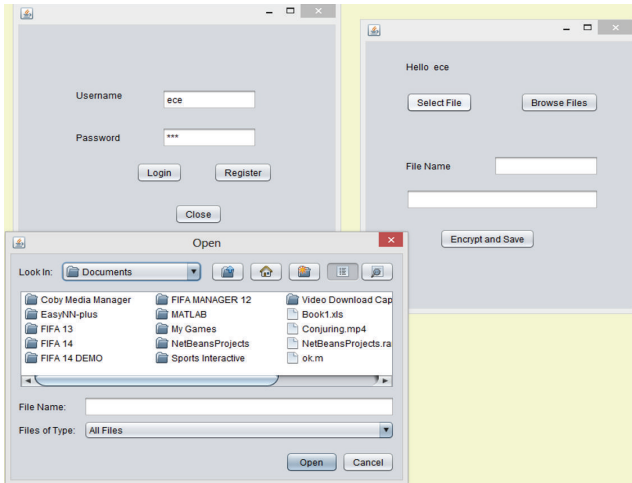 Username
ece
Password
***
Login
Register
Close
Hello ece
Select File
Browse Files
File Name
Encrypt and Save
Open
Look In:
Documents
Coby Media Manager
EasyNN-plus
FIFA 13
FIFA 14
FIFA 14 DEMO
FIFA MANAGER 12
MATLAB
My Games
NetBeansProjects
Sports Interactive
Video Download Cap
Book1.xls
Conjuring.mp4
NetBeansProjects.ra
ok.m
File Name:
Files of Type:
All Files
Open
Cancel